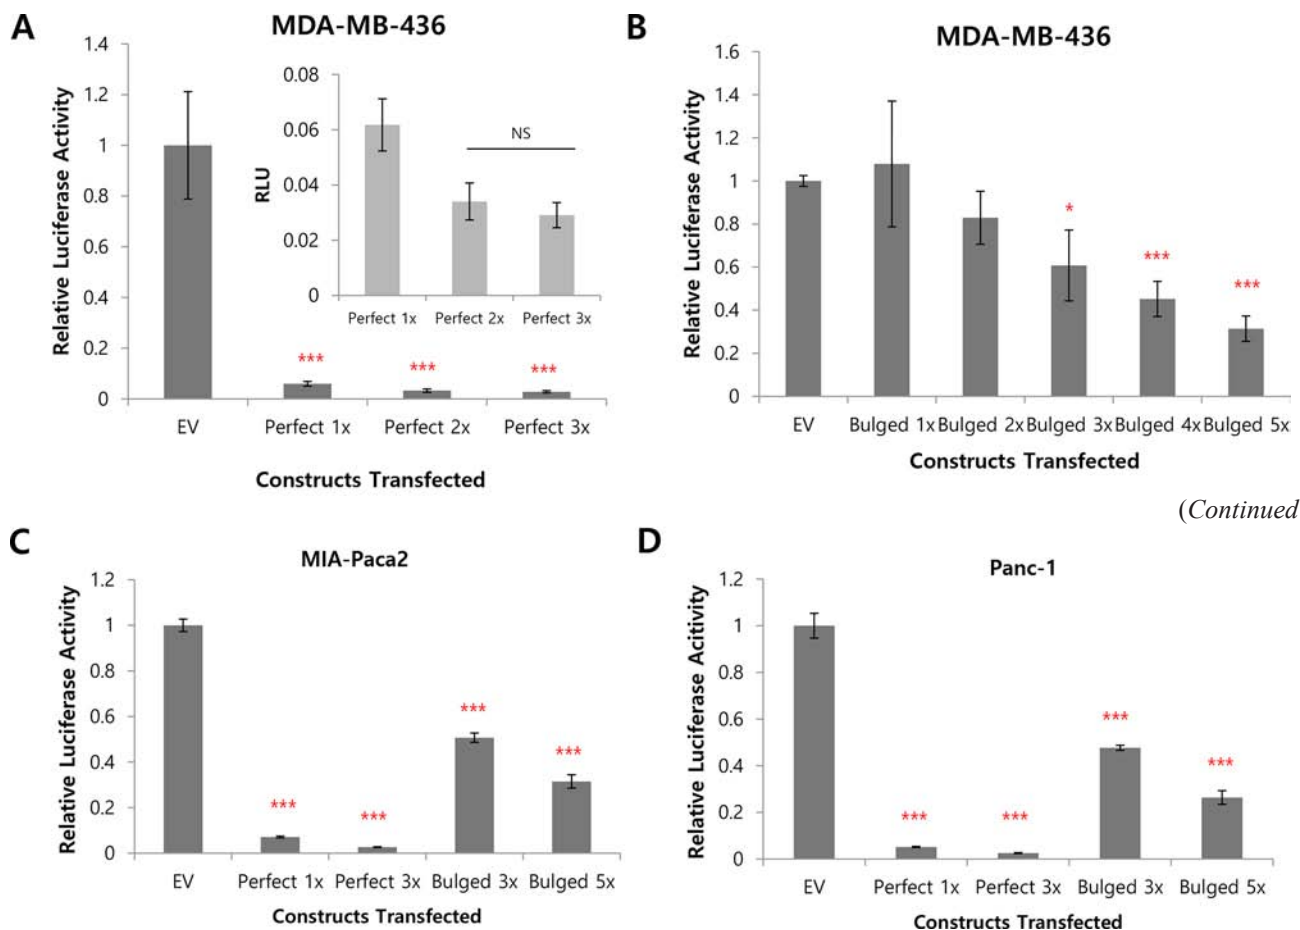 A
MDA-MB-436
Relative Luciferase Activity
1.4
1.2
1
0.8
0.6
0.4
0.2
0
EV
Perfect 1x
Perfect 2x
Perfect 3x
Constructs Transfected
***
***
***
RLU
0.08
0.06
0.04
0.02
0
NS
Perfect 1x
Perfect 2x
Perfect 3x
B
MDA-MB-436
Relative Luciferase Activity
1.6
1.4
1.2
1
0.8
0.6
0.4
0.2
0
*
***
***
EV
Bulged 1x
Bulged 2x
Bulged 3x
Bulged 4x
Bulged 5x
Constructs Transfected
(Continued
C
MIA-Paca2
Relative Luciferase Activity
1.2
1
0.8
0.6
0.4
0.2
0
***
***
***
***
EV
Perfect 1x
Perfect 3x
Bulged 3x
Bulged 5x
Constructs Transfected
D
Panc-1
Relative Luciferase Acitivity
1.2
1
0.8
0.6
0.4
0.2
0
***
***
***
***
EV
Perfect 1x
Perfect 3x
Bulged 3x
Bulged 5x
Constructs Transfected